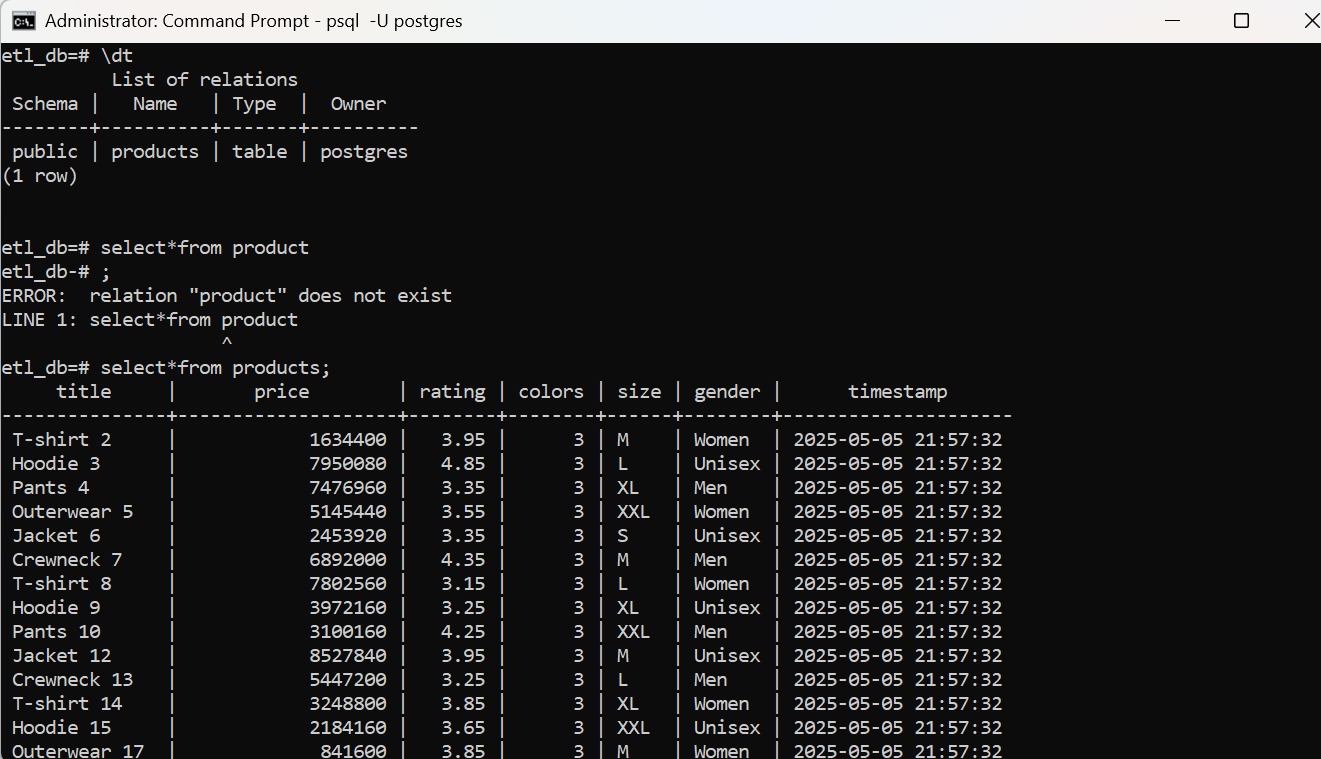 Administrator: Command Prompt - psql  -U postgres
etl_db=# \dt
          List of relations
 Schema |   Name   | Type  |  Owner
--------+----------+-------+----------
 public | products | table | postgres
(1 row)
etl_db=# select*from product
etl_db-# ;
ERROR:  relation "product" does not exist
LINE 1: select*from product
                    ^
etl_db=# select*from products;
     title     |       price        | rating | colors | size | gender |      timestamp
---------------+--------------------+--------+--------+------+--------+---------------------
 T-shirt 2     |            1634400 |   3.95 |      3 | M    | Women  | 2025-05-05 21:57:32
 Hoodie 3      |            7950080 |   4.85 |      3 | L    | Unisex | 2025-05-05 21:57:32
 Pants 4       |            7476960 |   3.35 |      3 | XL   | Men    | 2025-05-05 21:57:32
 Outerwear 5   |            5145440 |   3.55 |      3 | XXL  | Women  | 2025-05-05 21:57:32
 Jacket 6      |            2453920 |   3.35 |      3 | S    | Unisex | 2025-05-05 21:57:32
 Crewneck 7    |            6892000 |   4.35 |      3 | M    | Men    | 2025-05-05 21:57:32
 T-shirt 8     |            7802560 |   3.15 |      3 | L    | Women  | 2025-05-05 21:57:32
 Hoodie 9      |            3972160 |   3.25 |      3 | XL   | Unisex | 2025-05-05 21:57:32
 Pants 10      |            3100160 |   4.25 |      3 | XXL  | Men    | 2025-05-05 21:57:32
 Jacket 12     |            8527840 |   3.95 |      3 | M    | Unisex | 2025-05-05 21:57:32
 Crewneck 13   |            5447200 |   3.25 |      3 | L    | Men    | 2025-05-05 21:57:32
 T-shirt 14    |            3248800 |   3.85 |      3 | XL   | Women  | 2025-05-05 21:57:32
 Hoodie 15     |            2184160 |   3.65 |      3 | XXL  | Unisex | 2025-05-05 21:57:32
 Outerwear 17  |             841600 |   3.85 |      3 | M    | Women  | 2025-05-05 21:57:32